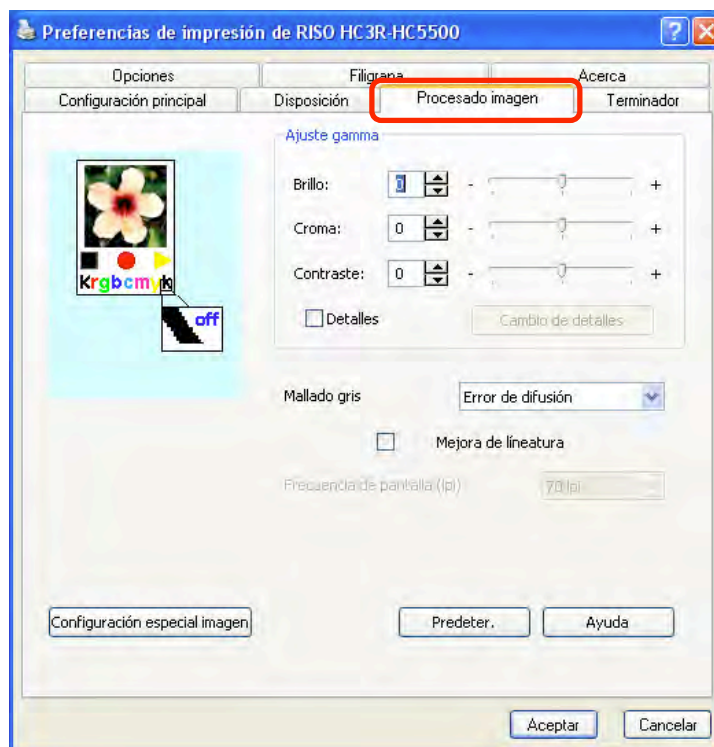 Preferencias de impresión de RISO HC3R-HC5500
Opciones Filigrana Acerca
Configuración principal Disposición Procesado imagen Terminador
Ajuste gamma
Brillo: 0 - +
Croma: 0 - +
Contraste: 0 - +
Detalles Cambio de detalles
Krgbcmyk
off
Mallado gris Error de difusión
Mejora de líneatura
Frecuencia de pantalla (lpi) 70 lpi
Configuración especial imagen Predeter. Ayuda
Aceptar Cancelar